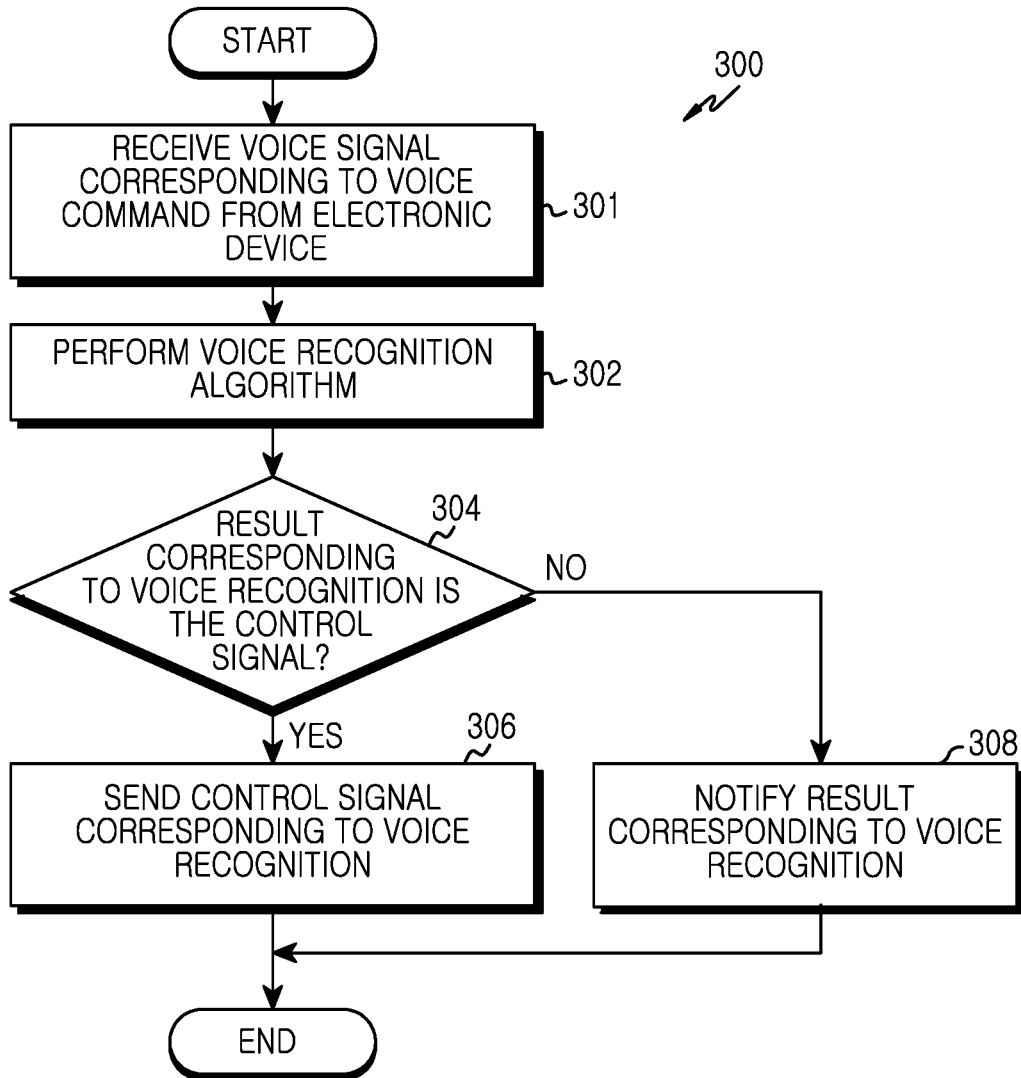 START
300
RECEIVE VOICE SIGNAL
CORRESPONDING TO VOICE
COMMAND FROM ELECTRONIC
DEVICE
301
PERFORM VOICE RECOGNITION
ALGORITHM
302
304
RESULT
CORRESPONDING
TO VOICE RECOGNITION IS
THE CONTROL
SIGNAL?
NO
YES
306
SEND CONTROL SIGNAL
CORRESPONDING TO VOICE
RECOGNITION
308
NOTIFY RESULT
CORRESPONDING TO VOICE
RECOGNITION
END